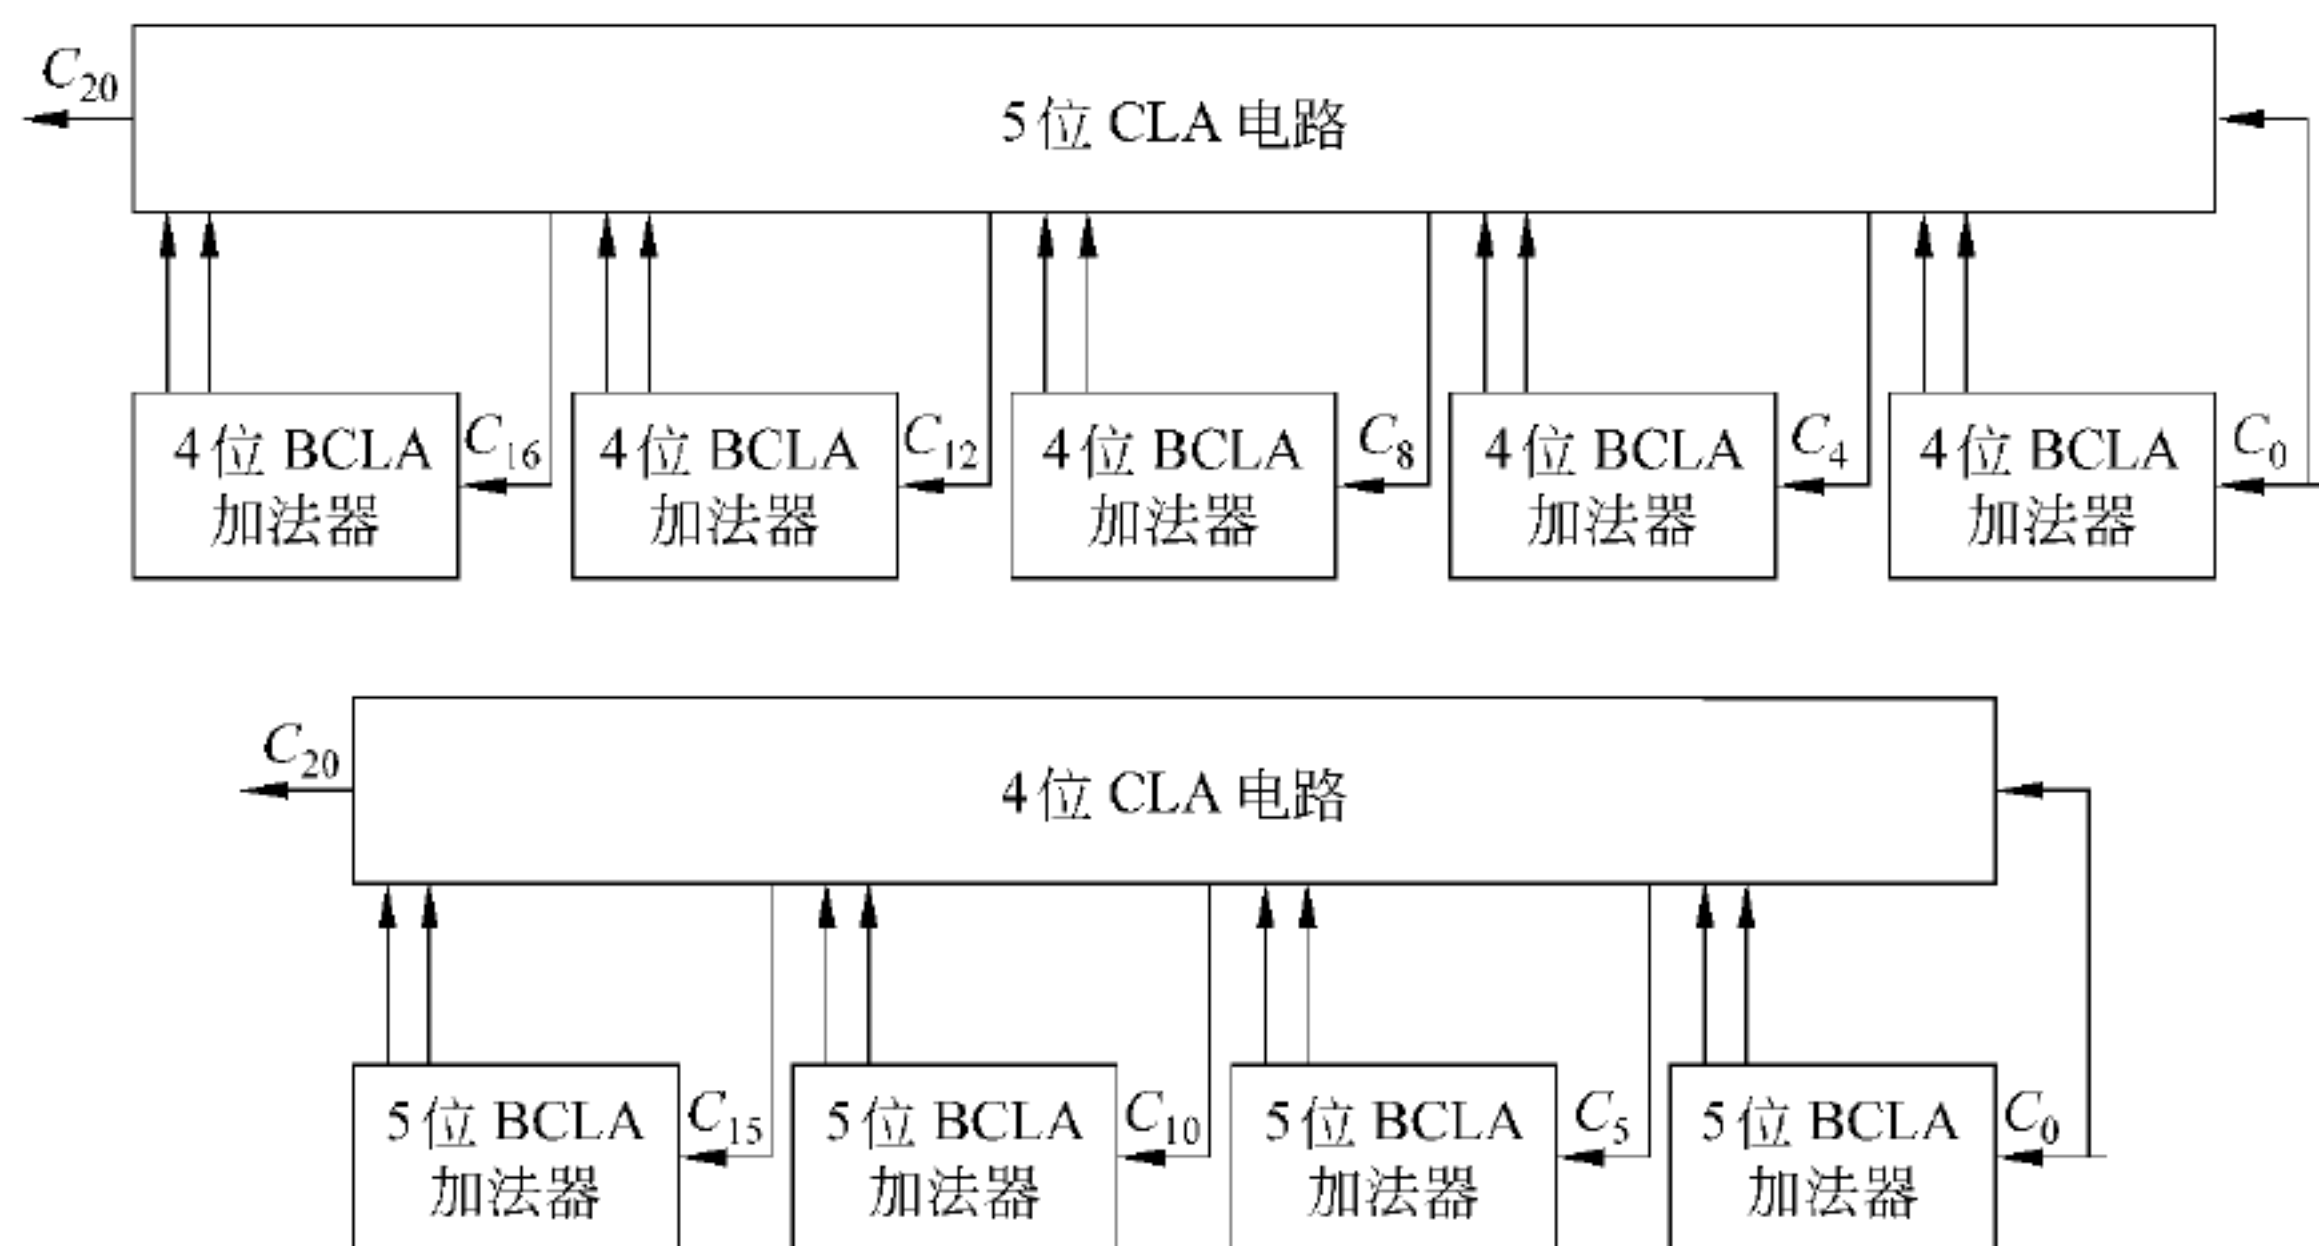 C20
5位 CLA 电路
4位 BCLA
加法器
C16
4位 BCLA
加法器
C12
4位 BCLA
加法器
C8
4位 BCLA
加法器
C4
4位 BCLA
加法器
C0
C20
4位 CLA 电路
5位 BCLA
加法器
C15
5位 BCLA
加法器
C10
5位 BCLA
加法器
C5
5位 BCLA
加法器
C0